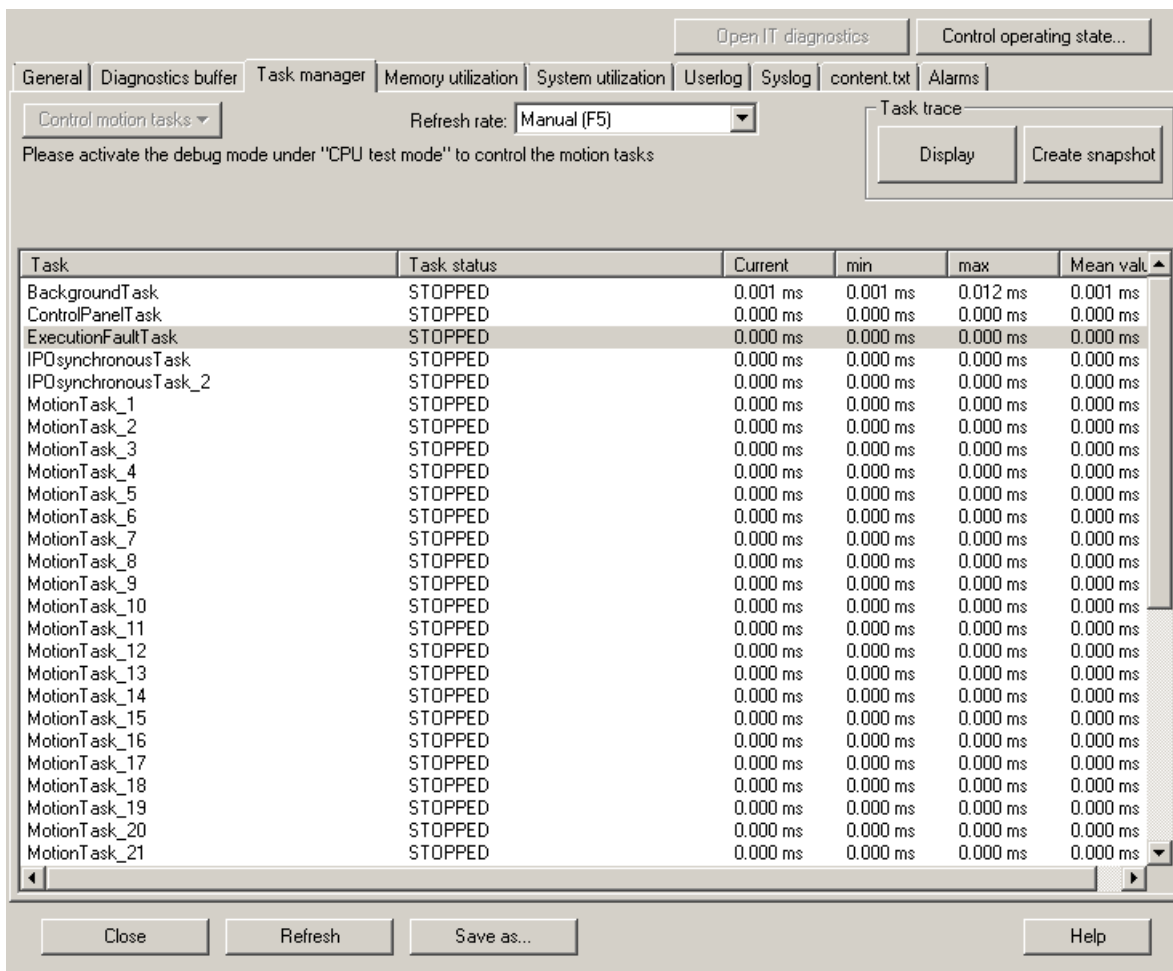 Open IT diagnostics Control operating state...
General Diagnostics buffer Task manager Memory utilization System utilization Userlog Syslog content.txt Alarms
Control motion tasks Refresh rate: Manual (F5) Task trace
Please activate the debug mode under "CPU test mode" to control the motion tasks Display Create snapshot
Task Task status Current min max Mean valu
BackgroundTask STOPPED 0.001 ms 0.001 ms 0.012 ms 0.001 ms
ControlPanelTask STOPPED 0.000 ms 0.000 ms 0.000 ms 0.000 ms
ExecutionFaultTask STOPPED 0.000 ms 0.000 ms 0.000 ms 0.000 ms
IPOsynchronousTask STOPPED 0.000 ms 0.000 ms 0.000 ms 0.000 ms
IPOsynchronousTask_2 STOPPED 0.000 ms 0.000 ms 0.000 ms 0.000 ms
MotionTask_1 STOPPED 0.000 ms 0.000 ms 0.000 ms 0.000 ms
MotionTask_2 STOPPED 0.000 ms 0.000 ms 0.000 ms 0.000 ms
MotionTask_3 STOPPED 0.000 ms 0.000 ms 0.000 ms 0.000 ms
MotionTask_4 STOPPED 0.000 ms 0.000 ms 0.000 ms 0.000 ms
MotionTask_5 STOPPED 0.000 ms 0.000 ms 0.000 ms 0.000 ms
MotionTask_6 STOPPED 0.000 ms 0.000 ms 0.000 ms 0.000 ms
MotionTask_7 STOPPED 0.000 ms 0.000 ms 0.000 ms 0.000 ms
MotionTask_8 STOPPED 0.000 ms 0.000 ms 0.000 ms 0.000 ms
MotionTask_9 STOPPED 0.000 ms 0.000 ms 0.000 ms 0.000 ms
MotionTask_10 STOPPED 0.000 ms 0.000 ms 0.000 ms 0.000 ms
MotionTask_11 STOPPED 0.000 ms 0.000 ms 0.000 ms 0.000 ms
MotionTask_12 STOPPED 0.000 ms 0.000 ms 0.000 ms 0.000 ms
MotionTask_13 STOPPED 0.000 ms 0.000 ms 0.000 ms 0.000 ms
MotionTask_14 STOPPED 0.000 ms 0.000 ms 0.000 ms 0.000 ms
MotionTask_15 STOPPED 0.000 ms 0.000 ms 0.000 ms 0.000 ms
MotionTask_16 STOPPED 0.000 ms 0.000 ms 0.000 ms 0.000 ms
MotionTask_17 STOPPED 0.000 ms 0.000 ms 0.000 ms 0.000 ms
MotionTask_18 STOPPED 0.000 ms 0.000 ms 0.000 ms 0.000 ms
MotionTask_19 STOPPED 0.000 ms 0.000 ms 0.000 ms 0.000 ms
MotionTask_20 STOPPED 0.000 ms 0.000 ms 0.000 ms 0.000 ms
MotionTask_21 STOPPED 0.000 ms 0.000 ms 0.000 ms 0.000 ms
Close Refresh Save as... Help